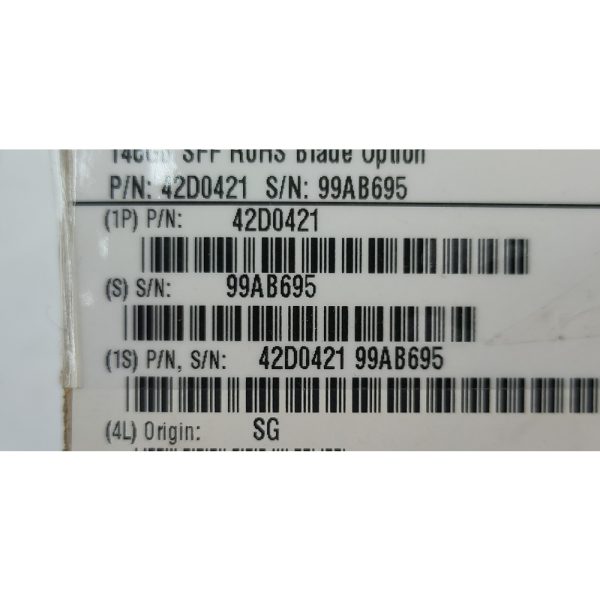 SFF RoHS Blade Option
P/N: 42D0421 S/N: 99AB695
(1P) P/N: 42D0421
(S) S/N: 99AB695
(1S) P/N, S/N: 42D0421 99AB695
(4L) Origin: SG